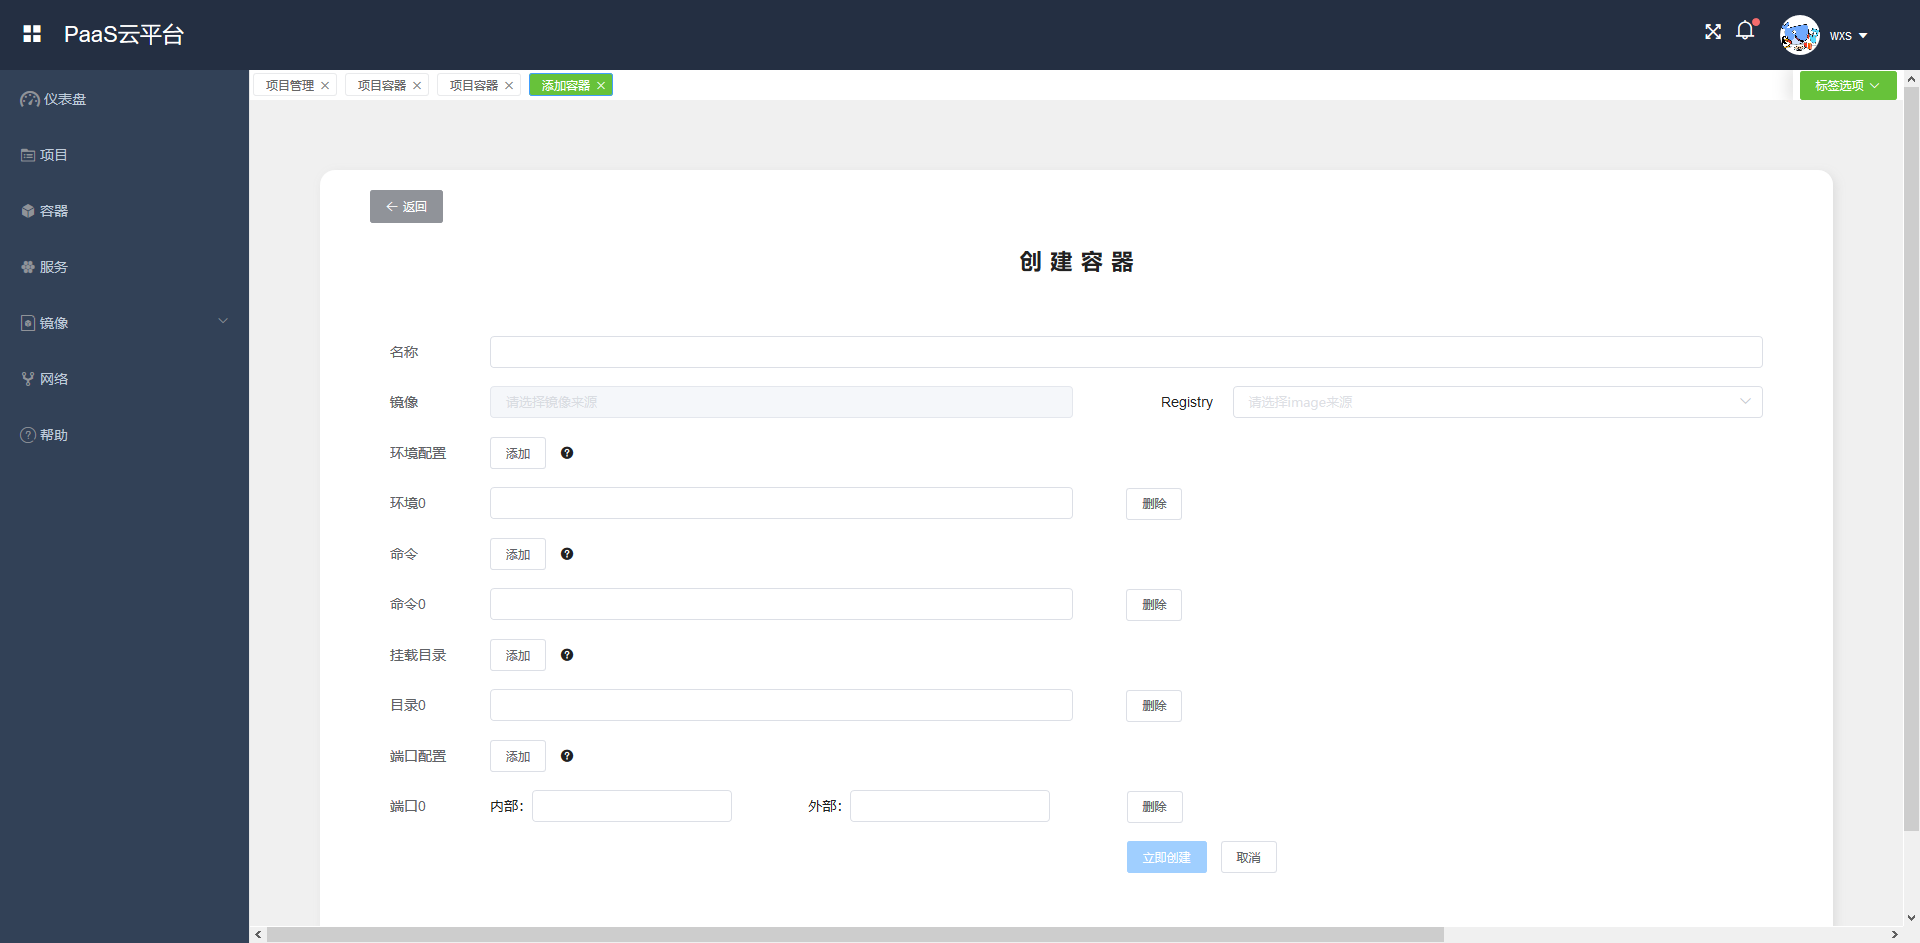 PaaS云平台
wxs
仪表盘
项目
容器
服务
镜像
网络
帮助
项目管理 项目容器 项目容器 添加容器 标签选项
返回
创建容器
名称
镜像 请选择镜像来源 Registry 请选择image来源
环境配置 添加
环境0 删除
命令 添加
命令0 删除
挂载目录 添加
目录0 删除
端口配置 添加
端口0 内部: 外部: 删除
立即创建 取消